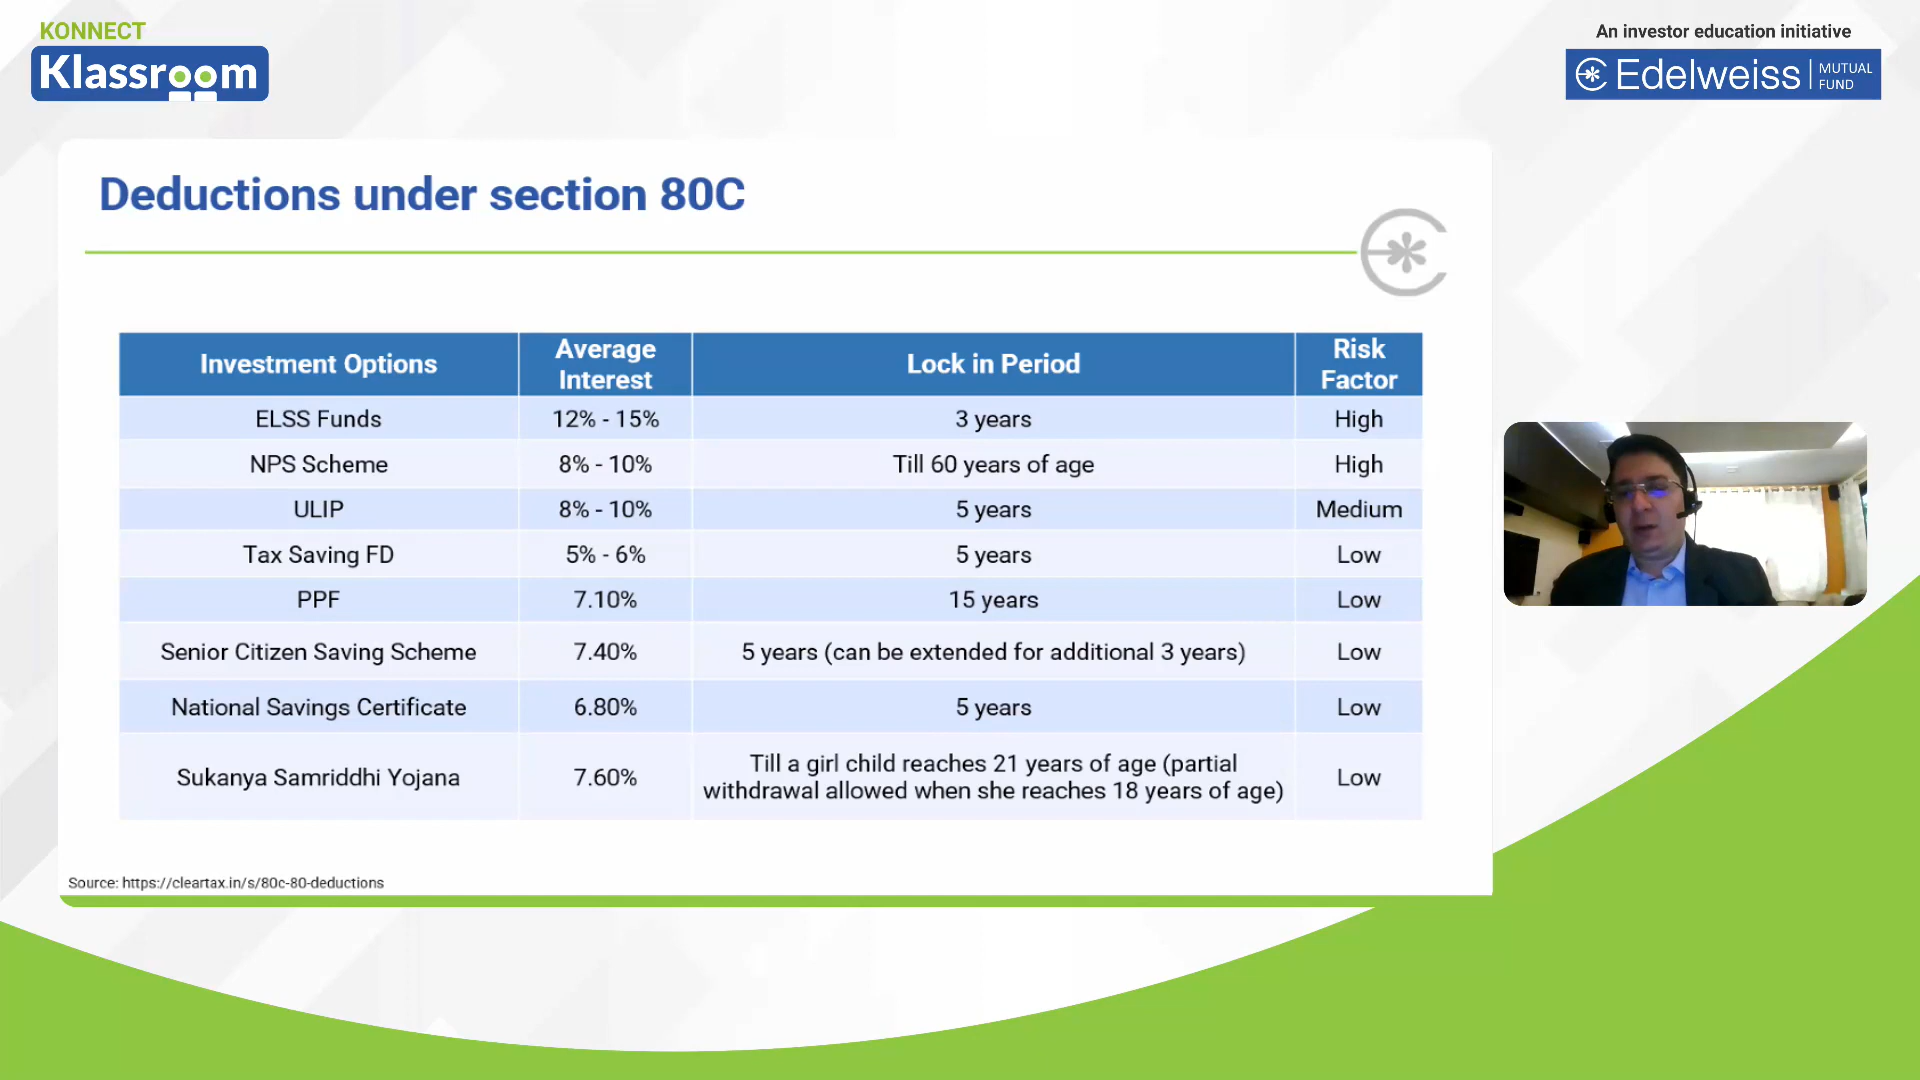 KONNECT
Klassroom
An investor education initiative
Edelweiss
MUTUAL
FUND
Deductions under section 80C
Investment Options
Average
Interest
Lock in Period
Risk
Factor
ELSS Funds
12% - 15%
3 years
High
NPS Scheme
8% - 10%
Till 60 years of age
High
ULIP
8% - 10%
5 years
Medium
Tax Saving FD
5% - 6%
5 years
Low
PPF
7.10%
15 years
Low
Senior Citizen Saving Scheme
7.40%
5 years (can be extended for additional 3 years)
Low
National Savings Certificate
6.80%
5 years
Low
Sukanya Samriddhi Yojana
7.60%
Till a girl child reaches 21 years of age (partial
withdrawal allowed when she reaches 18 years of age)
Low
Source: https://cleartax.in/s/80c-80-deductions